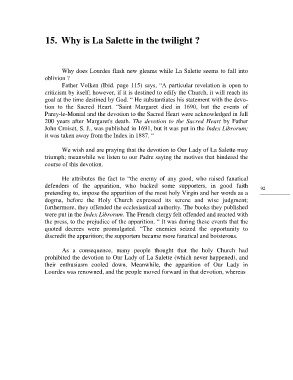 15. Why is La Salette in the twilight ?
Why does Lourdes flash new gleams while La Salette seems to fall into
oblivion ?
Father Volken (Ibid. page 115) says, “A particular revelation is open to
criticism by itself; however, if it is destined to edify the Church, it will reach its
goal at the time destined by God. “ He substantiates his statement with the devo-
tion to the Sacred Heart. “Saint Margaret died in 1690, but the events of
Parey-le-Monial and the devotion to the Sacred Heart were acknowledged in full
200 years after Margaret's death. The devotion to the Sacred Heart by Father
John Croiset, S. J., was published in 1691, but it was put in the Index Librorum;
it was taken away from the Index in 1887. “
We wish and are praying that the devotion to Our Lady of La Salette may
triumph; meanwhile we listen to our Padre saying the motives that hindered the
course of this devotion.
He attributes the fact to “the enemy of any good, who raised fanatical
defenders of the apparition, who backed some supporters, in good faith
pretending to, impose the apparition of the most holy Virgin and her words as a
dogma, before the Holy Church expressed its serene and wise judgment;
furthermore, they offended the ecclesiastical authority. The books they published
were put in the Index Librorum. The French clergy felt offended and reacted with
the press, to the prejudice of the apparition. “ It was during these events that the
quoted decrees were promulgated. “The enemies seized the opportunity to
discredit the apparition; the supporters became more fanatical and boisterous.
As a consequence, many people thought that the holy Church had
prohibited the devotion to Our Lady of La Salette (which never happened), and
their enthusiasm cooled down. Meanwhile, the apparition of Our Lady in
Lourdes was renowned, and the people moved forward in that devotion, whereas